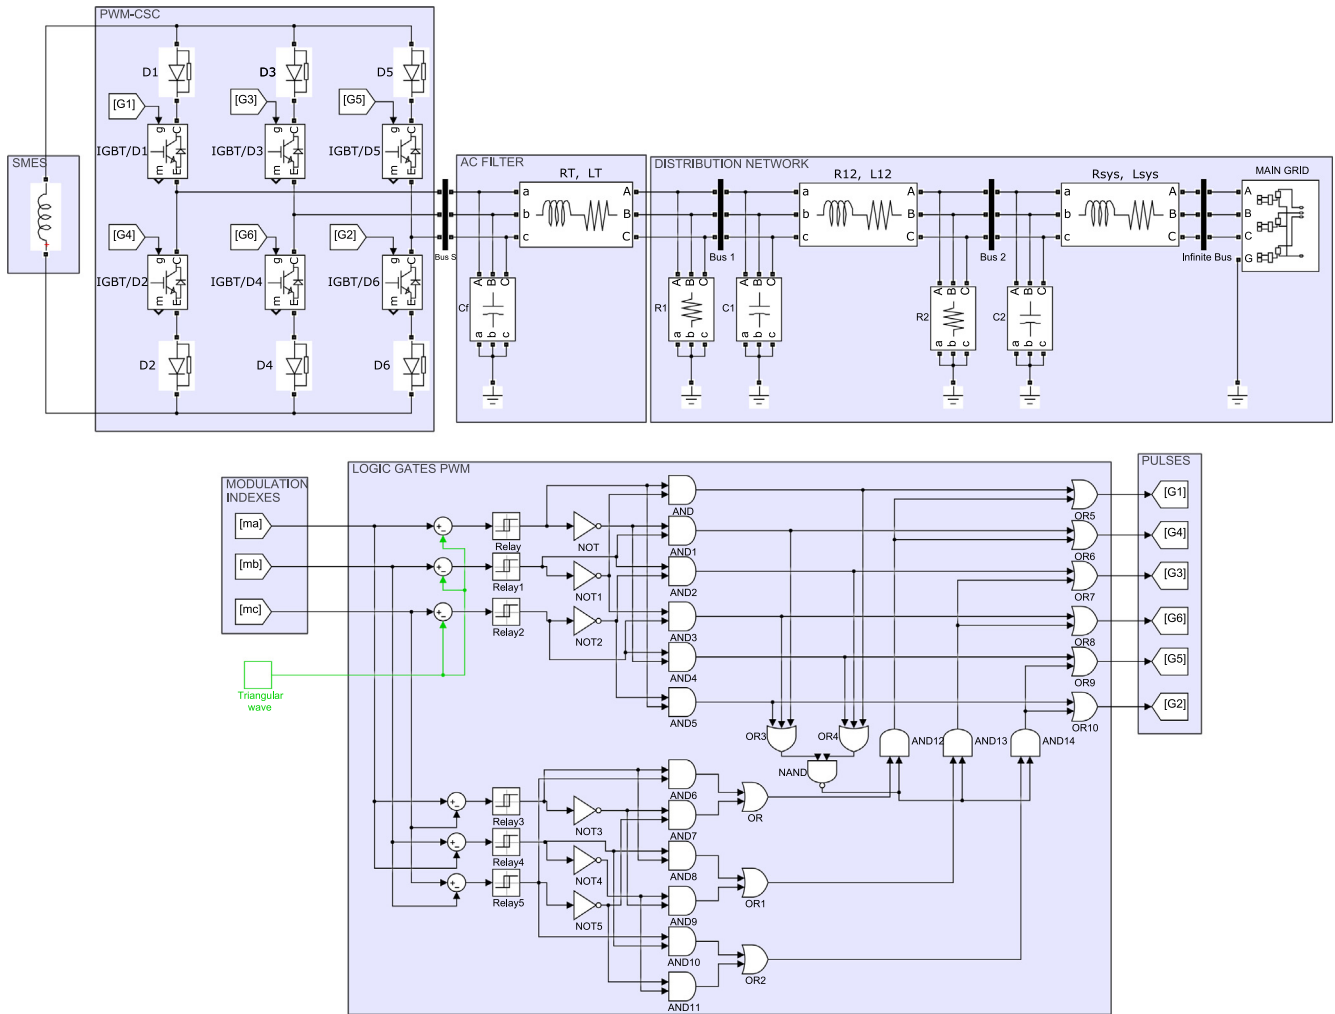 PWM-CSC
D1
D3
D5
[G1]
[G3]
[G5]
g
C
m
E
IGBT/D1
g
C
m
E
IGBT/D3
g
C
m
E
IGBT/D5
SMES
[G4]
[G6]
[G2]
g
C
m
E
IGBT/D2
g
C
m
E
IGBT/D4
g
C
m
E
IGBT/D6
D2
D4
D6
Bus S
AC FILTER
RT, LT
a
b
c
A
B
C
Cf
A
B
C
a
b
c
DISTRIBUTION NETWORK
Bus 1
R1
A
B
C
a
b
c
C1
A
B
C
a
b
c
R12, L12
a
b
c
A
B
C
R2
A
B
C
a
b
c
Bus 2
C2
A
B
C
a
b
c
Rsys, Lsys
a
b
c
A
B
C
Infinite Bus
MAIN GRID
A
B
C
G
MODULATION
INDEXES
[ma]
[mb]
[mc]
Triangular
wave
LOGIC GATES PWM
Relay
Relay1
Relay2
NOT
NOT1
NOT2
AND
AND1
AND2
AND3
AND4
AND5
OR3
OR4
NAND
AND12
AND13
AND14
OR5
OR6
OR7
OR8
OR9
OR10
Relay3
Relay4
Relay5
NOT3
NOT4
NOT5
AND6
AND7
AND8
AND9
AND10
AND11
OR
OR1
OR2
PULSES
[G1]
[G4]
[G3]
[G6]
[G5]
[G2]